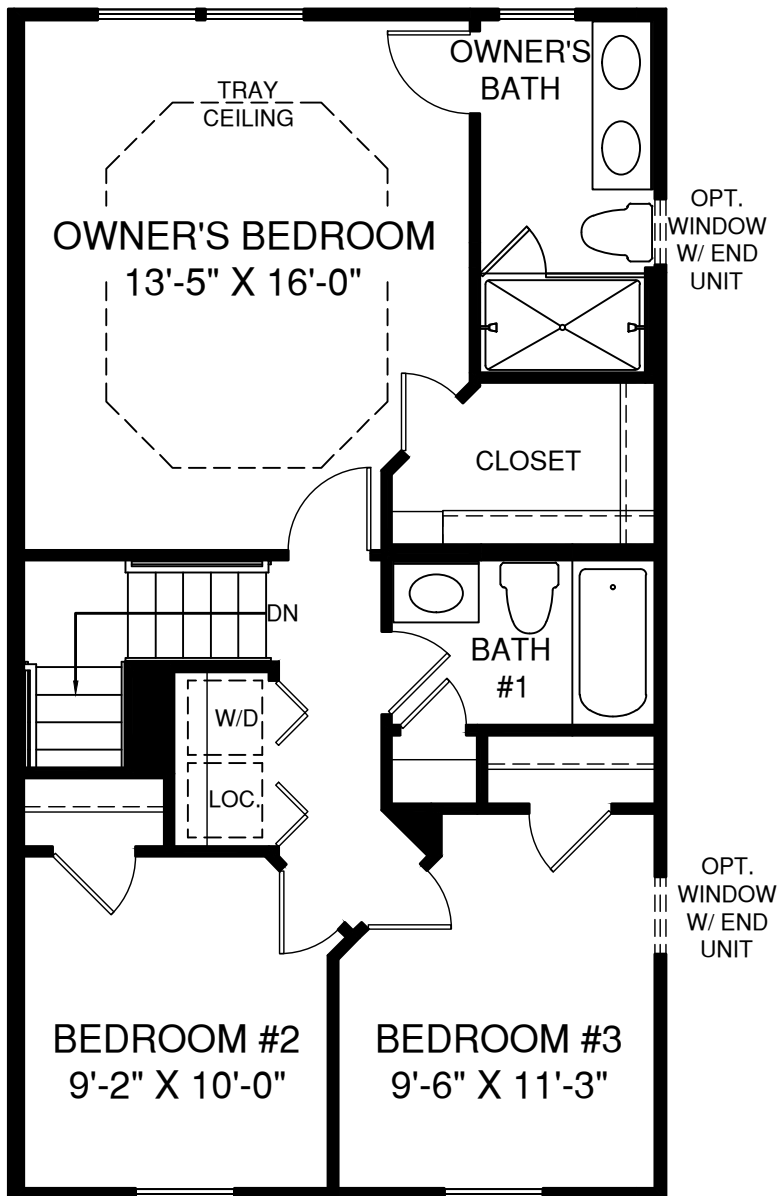 OWNER'S
BATH
TRAY
CEILING
OPT.
WINDOW
W/ END
UNIT
OWNER'S BEDROOM
13'-5" X 16'-0"
CLOSET
DN
BATH
#1
W/D
LOC.
OPT.
WINDOW
W/ END
UNIT
BEDROOM #2
9'-2" X 10'-0"
BEDROOM #3
9'-6" X 11'-3"